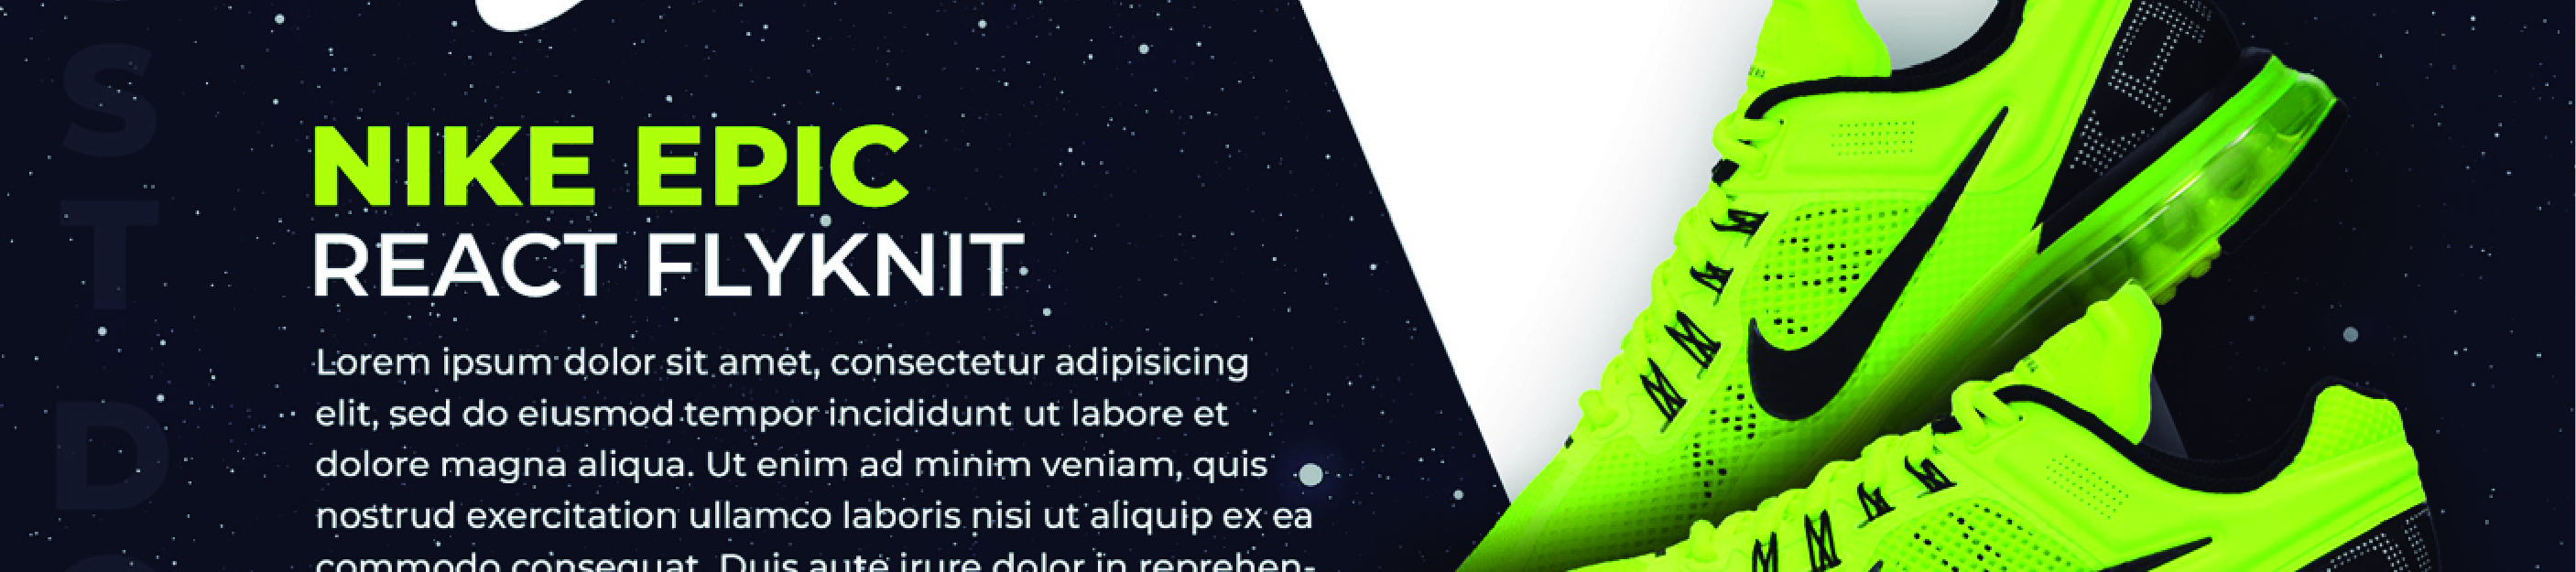 NIKE EPIC
REACT FLYKNIT
Lorem ipsum dolor sit amet, consectetur adipisicing
elit, sed do eiusmod tempor incididunt ut labore et
dolore magna aliqua. Ut enim ad minim veniam, quis
nostrud exercitation ullamco laboris nisi ut aliquip ex ea
commodo consequat. Duis aute irure dolor in reprehen-
S
T
D